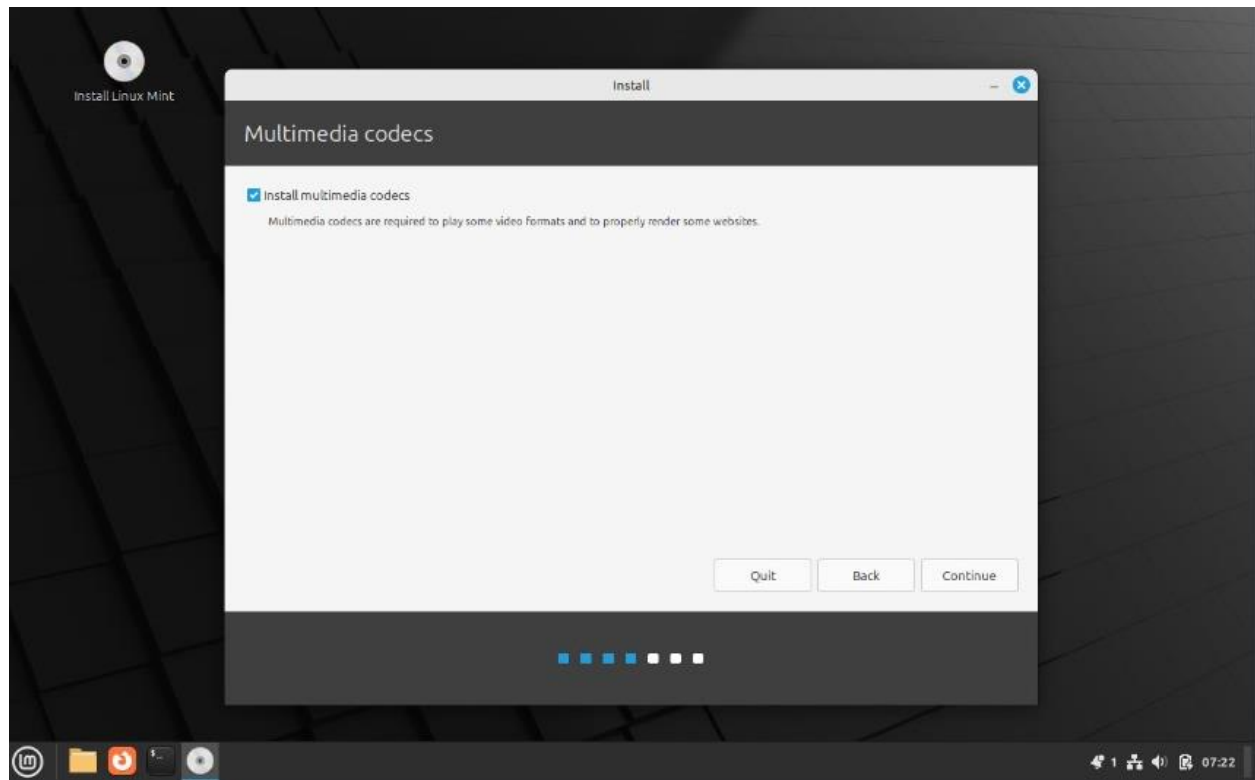 Install Linux Mint
Install
Multimedia codecs
Install multimedia codecs
Multimedia codecs are required to play some video formats and to properly render some websites.
Quit Back Continue
1 07:22